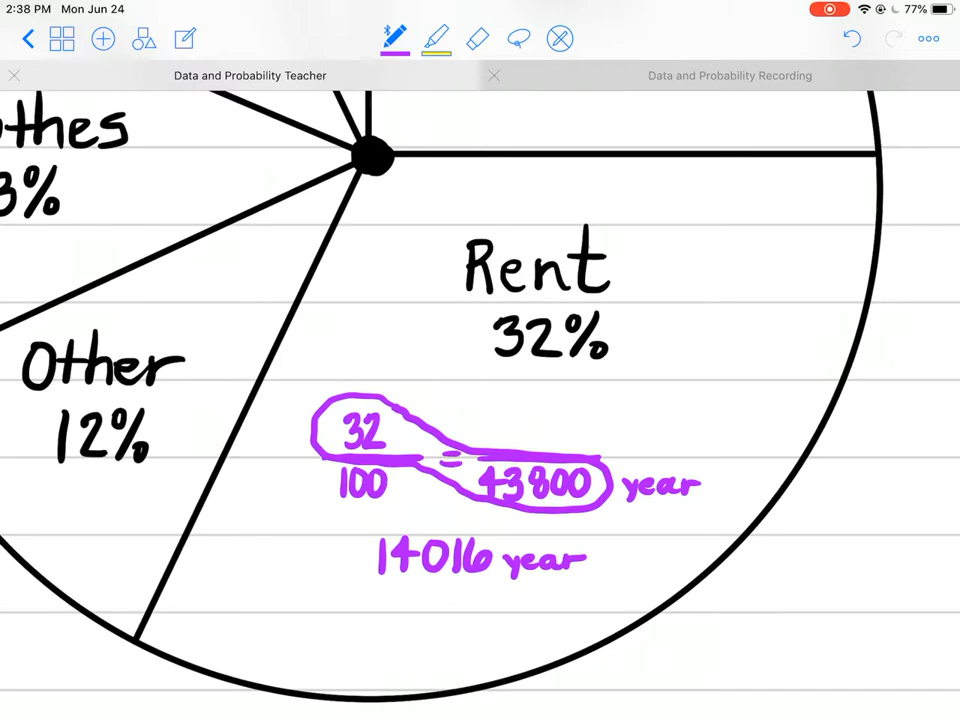 2:38 PM Mon Jun 24
77%
Data and Probability Teacher
Data and Probability Recording
othes
3%
Rent
32%
Other
12%
32
100
=
43800 year
14016 year